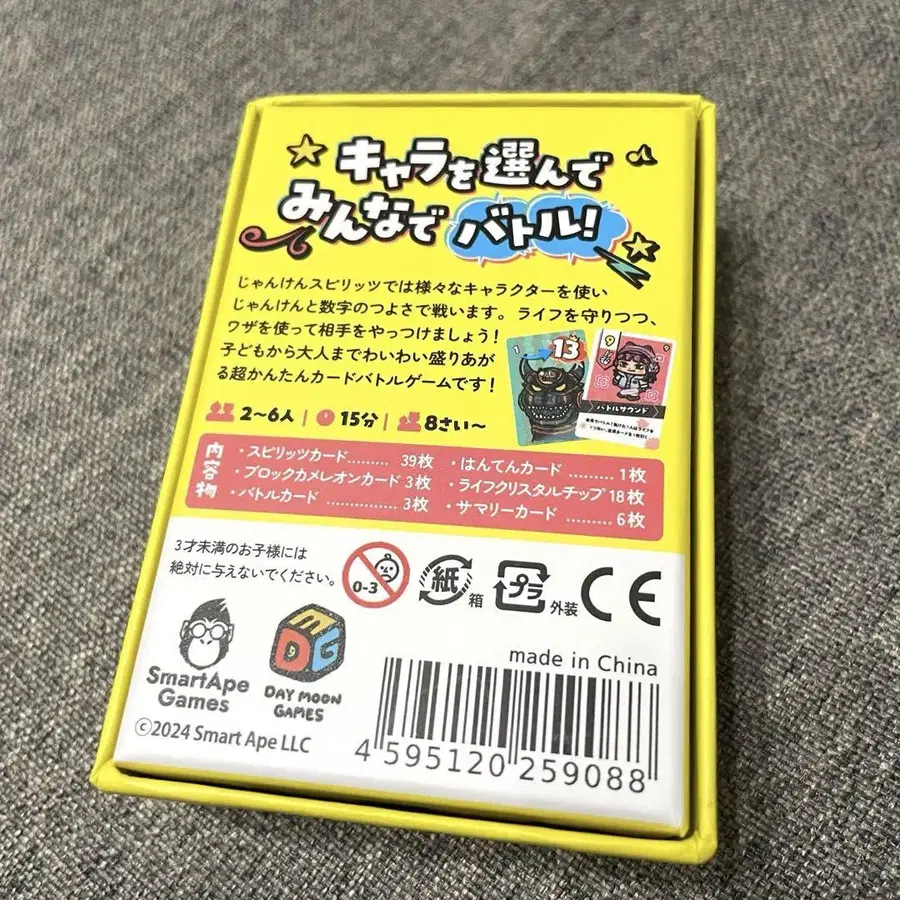 キャラを選んで
みんなで バトル!
じゃんけんスピリッツでは様々なキャラクターを使い
じゃんけんと数字のつよさで戦います。ライフを守りつつ、
ワザを使って相手をやっつけましょう!
子どもから大人までわいわい盛りあが
る超かんたんカードバトルゲームです!
1 13
9
バトルサウンド
2~6人 | 15分 | 8さい~
内容物
・スピリッツカード......... 39枚
・ブロックカメレオンカード 3枚
・バトルカード ................. 3枚
・はんてんカード ............ 1枚
・ライフクリスタルチップ 18枚
・サマリーカード ......... 6枚
3才未満のお子様には
絶対に与えないでください。
0-3
紙 箱
プラ 外装
CE
SmartApe
Games
DMG
DAY MOON
GAMES
made in China
©2024 Smart Ape LLC
4 595120 259088